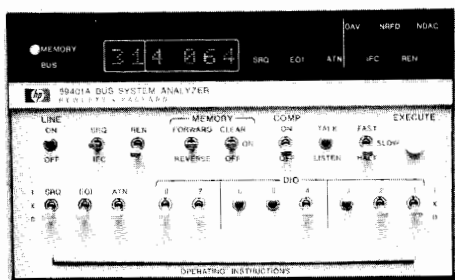 DAV NRFD NDAC
MEMORY
BUS
314 064
SRQ EOI ATN IFC REN
hp 59401A BUS SYSTEM ANALYZER
HEWLETT · PACKARD
LINE MEMORY COMP EXECUTE
ON SRQ REN FORWARD CLEAR ON TALK FAST
ON SLOW
OFF IFC REVERSE OFF OFF LISTEN HALT
DIO
1 SRQ EOI ATN 8 7 6 5 4 3 2 1 1
X X
0 0
OPERATING INSTRUCTIONS